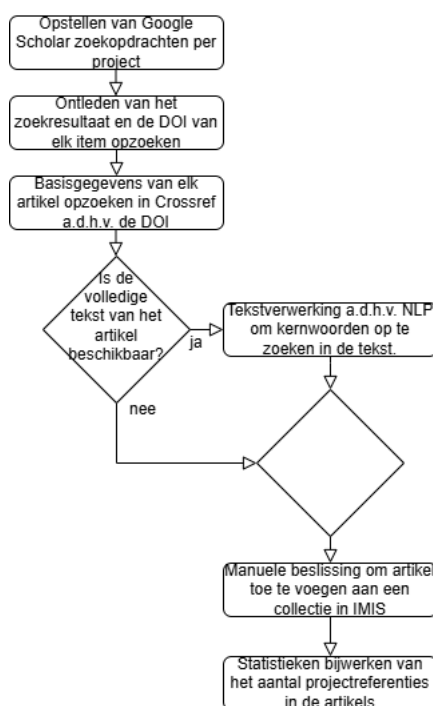 Opstellen van Google
Scholar zoekopdrachten per
project
Ontleden van het
zoekresultaat en de DOI van
elk item opzoeken
Basisgegevens van elk
artikel opzoeken in Crossref
a.d.h.v. de DOI
Is de
volledige
tekst van het
artikel
beschikbaar?
ja
Tekstverwerking a.d.h.v. NLP
om kernwoorden op te
zoeken in de tekst.
nee
Manuele beslissing om artikel
toe te voegen aan een
collectie in IMIS
Statistieken bijwerken van
het aantal projectreferenties
in de artikels